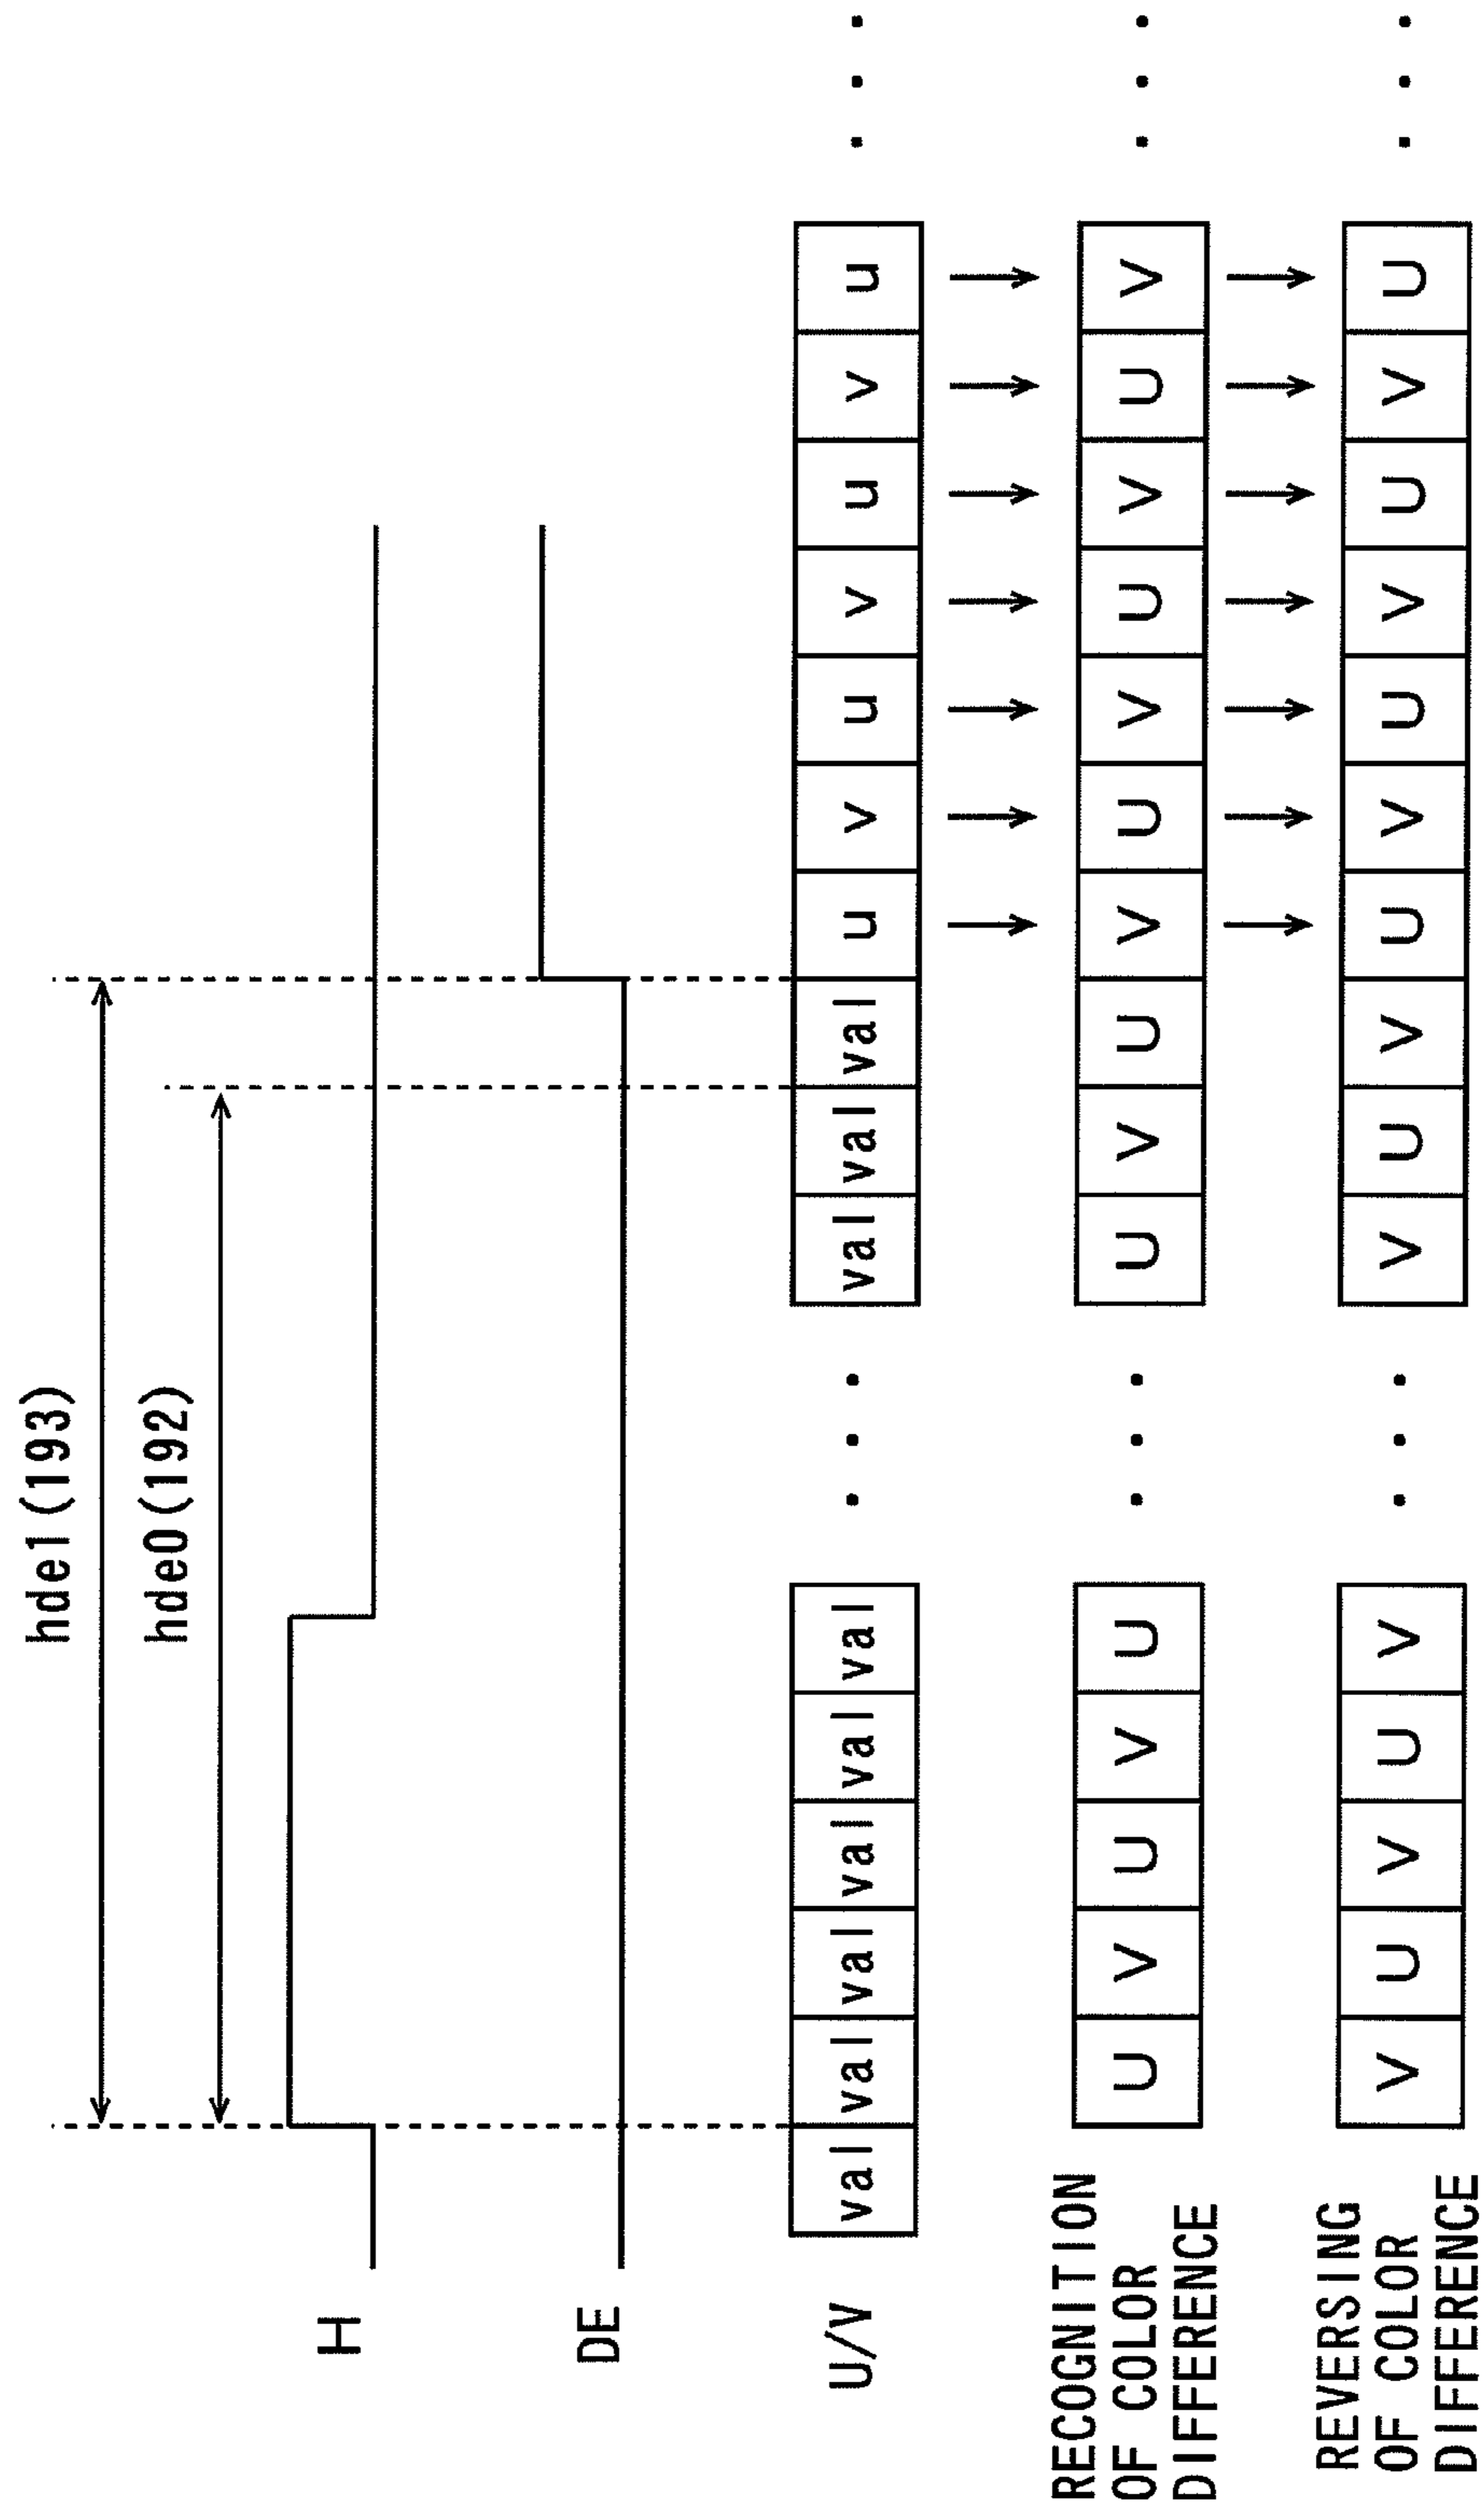 hde1(193)
hde0(192)
H
DE
U/V val val val val val val · · · val val val u v u v u v u · · ·
RECOGNITION
OF COLOR
DIFFERENCE
U V U V U · · · U V U V U V U V U V · · ·
REVERSING
OF COLOR
DIFFERENCE
V U V U V · · · V U V U V U V U V U · · ·